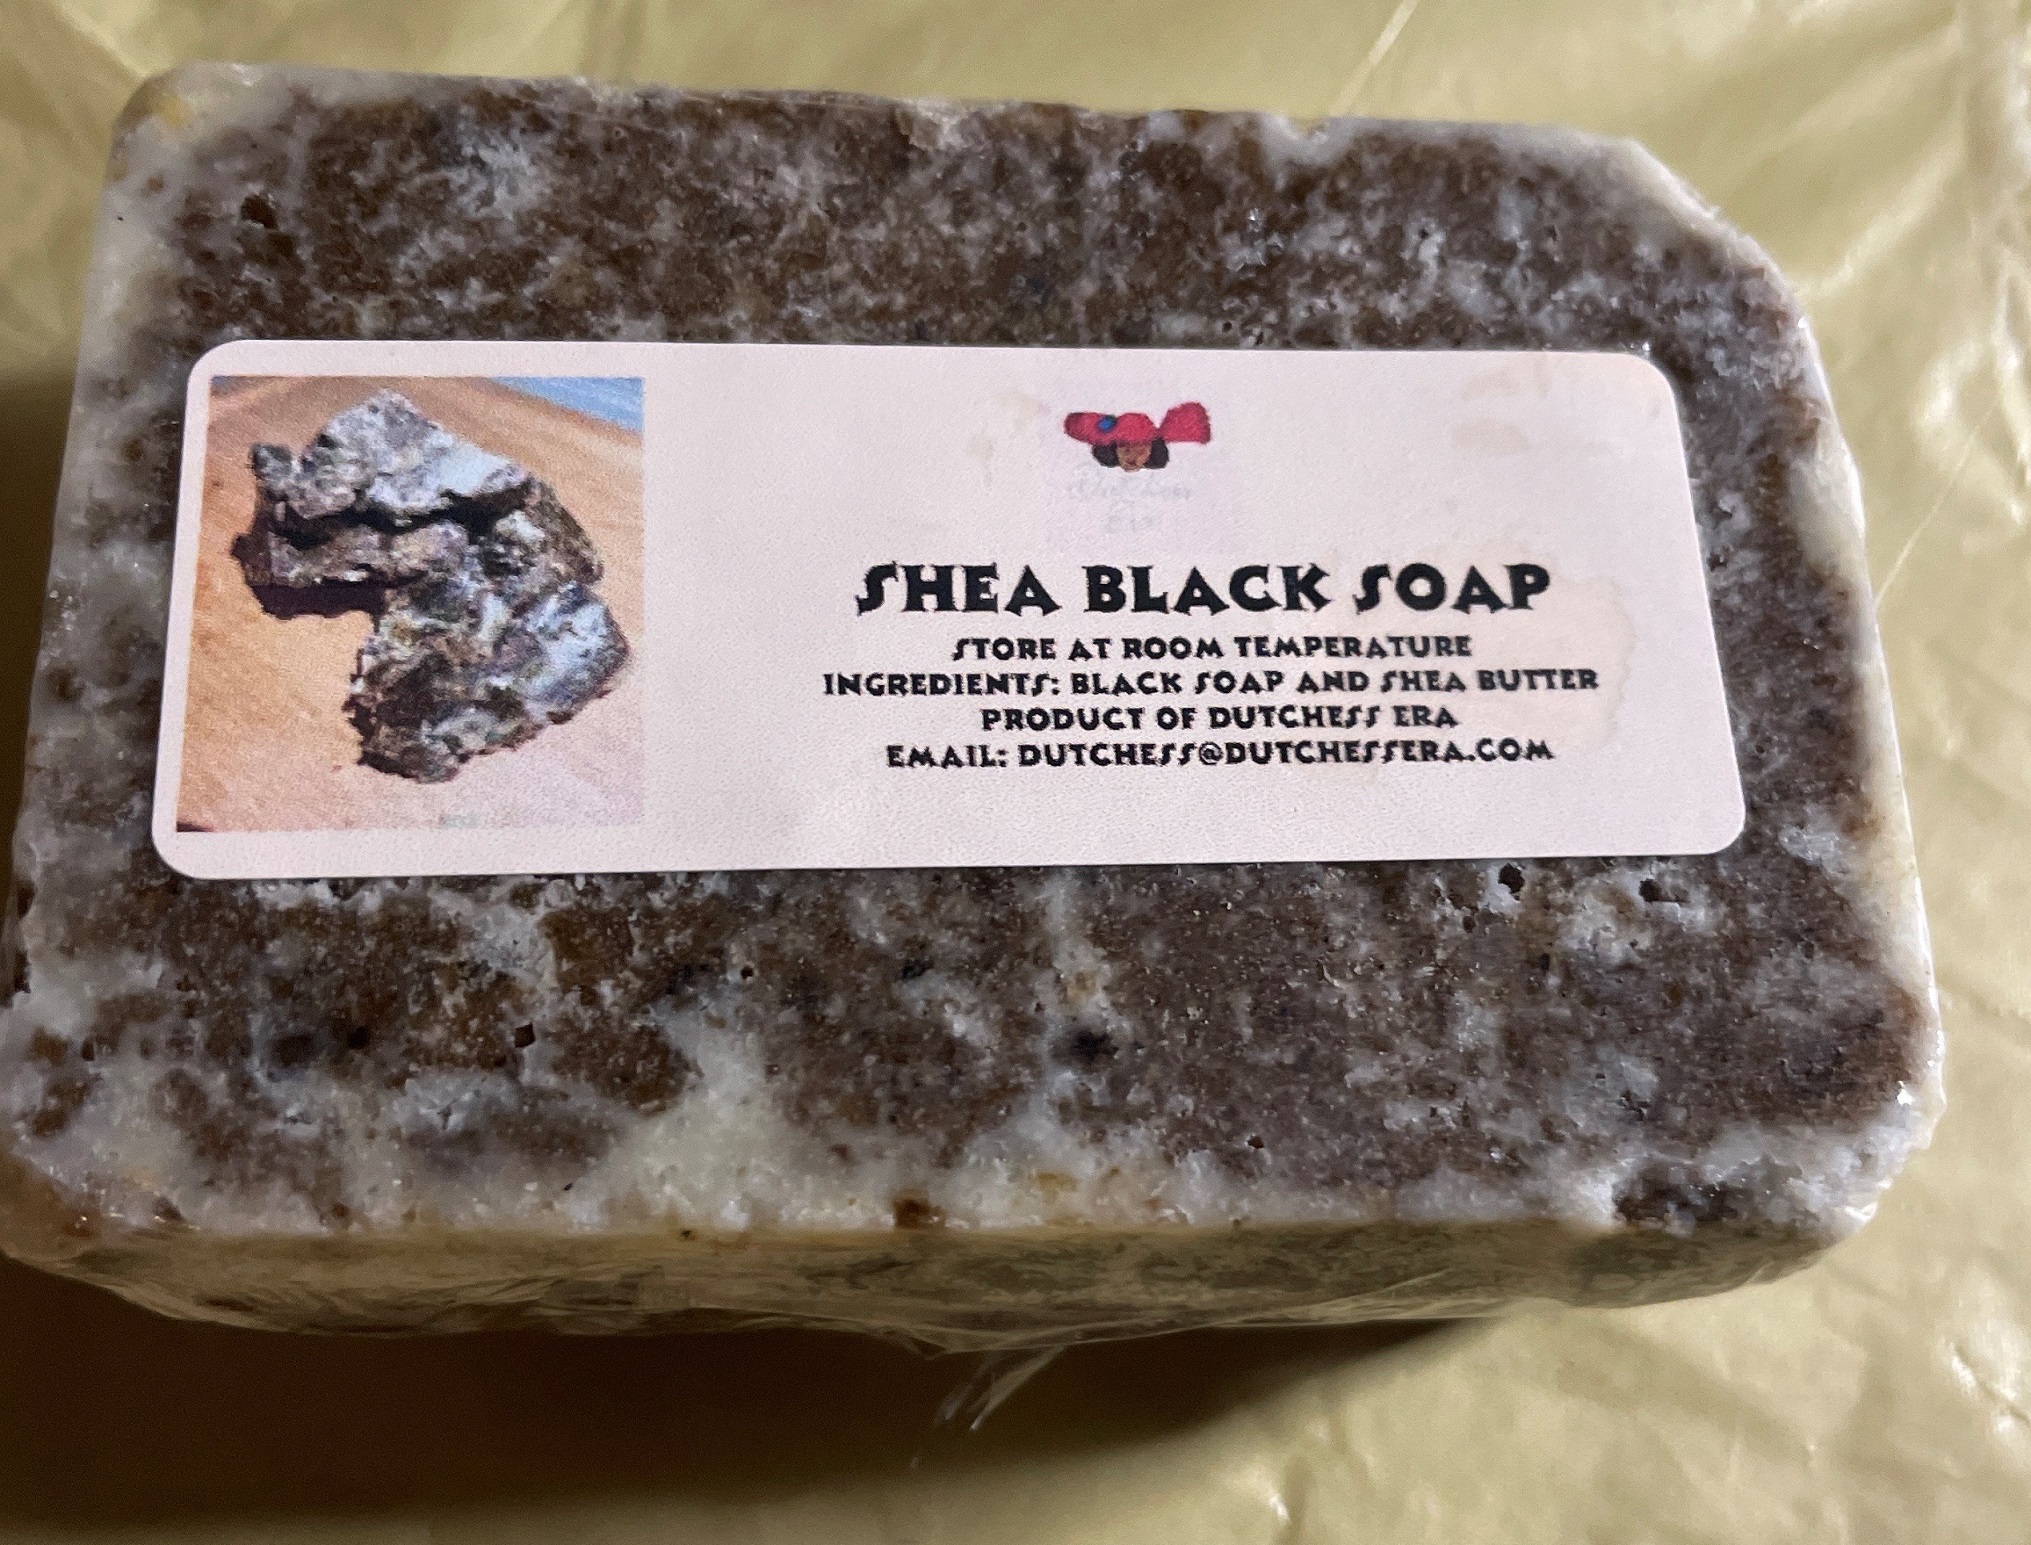 SHEA BLACK SOAP
STORE AT ROOM TEMPERATURE
INGREDIENTS: BLACK SOAP AND SHEA BUTTER
PRODUCT OF DUTCHESS ERA
EMAIL: DUTCHESS@DUTCHESSERA.COM